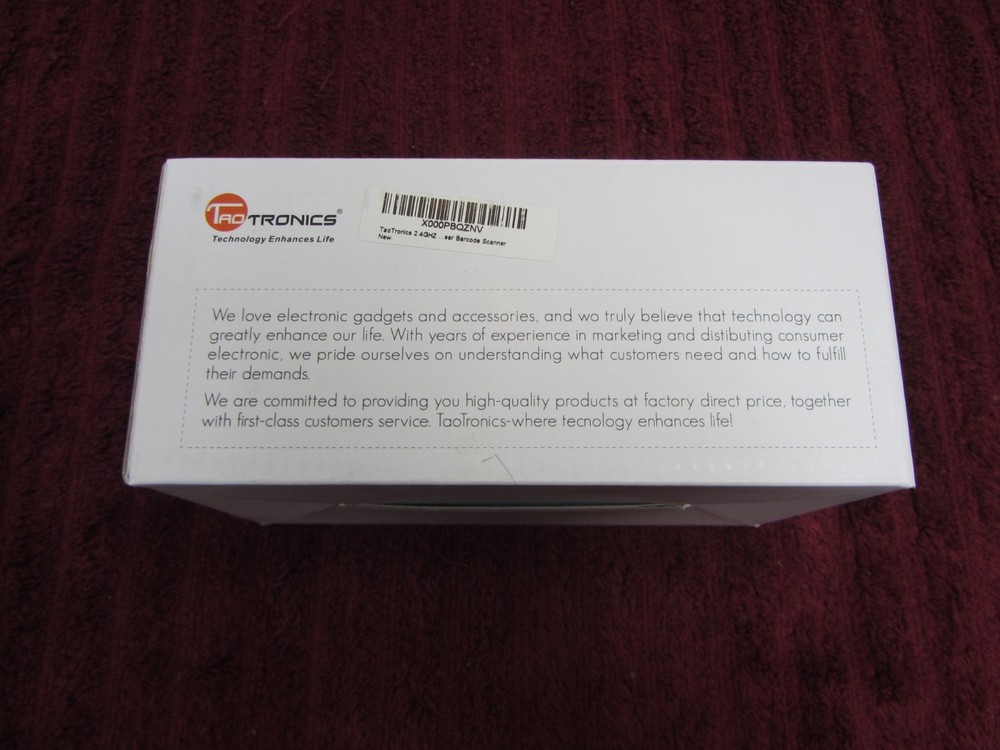 TAOTRONICS®
Technology Enhances Life
X000PBQZNV
TaoTronics 2.4GHZ ...ser Barcode Scanner
New
We love electronic gadgets and accessories, and wo truly believe that technology can
greatly enhance our life. With years of experience in marketing and distibuting consumer
electronic, we pride ourselves on understanding what customers need and how to fulfill
their demands.
We are committed to providing you high-quality products at factory direct price, together
with first-class customers service. TaoTronics-where tecnology enhances life!